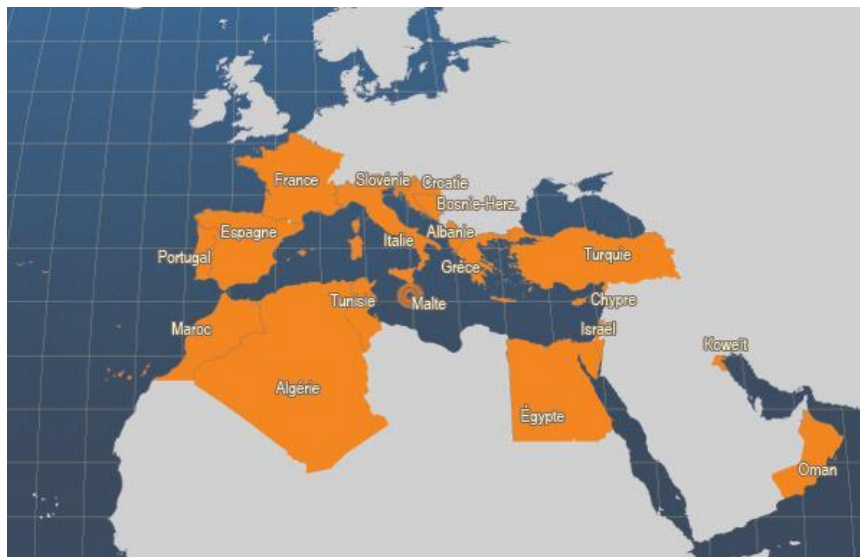 France
Slovénie
Croatie
Bosnie-Herz.
Espagne
Italie
Albanie
Portugal
Grèce
Turquie
Tunisie
Malte
Chypre
Maroc
Israel
Koweït
Algérie
Égypte
Oman